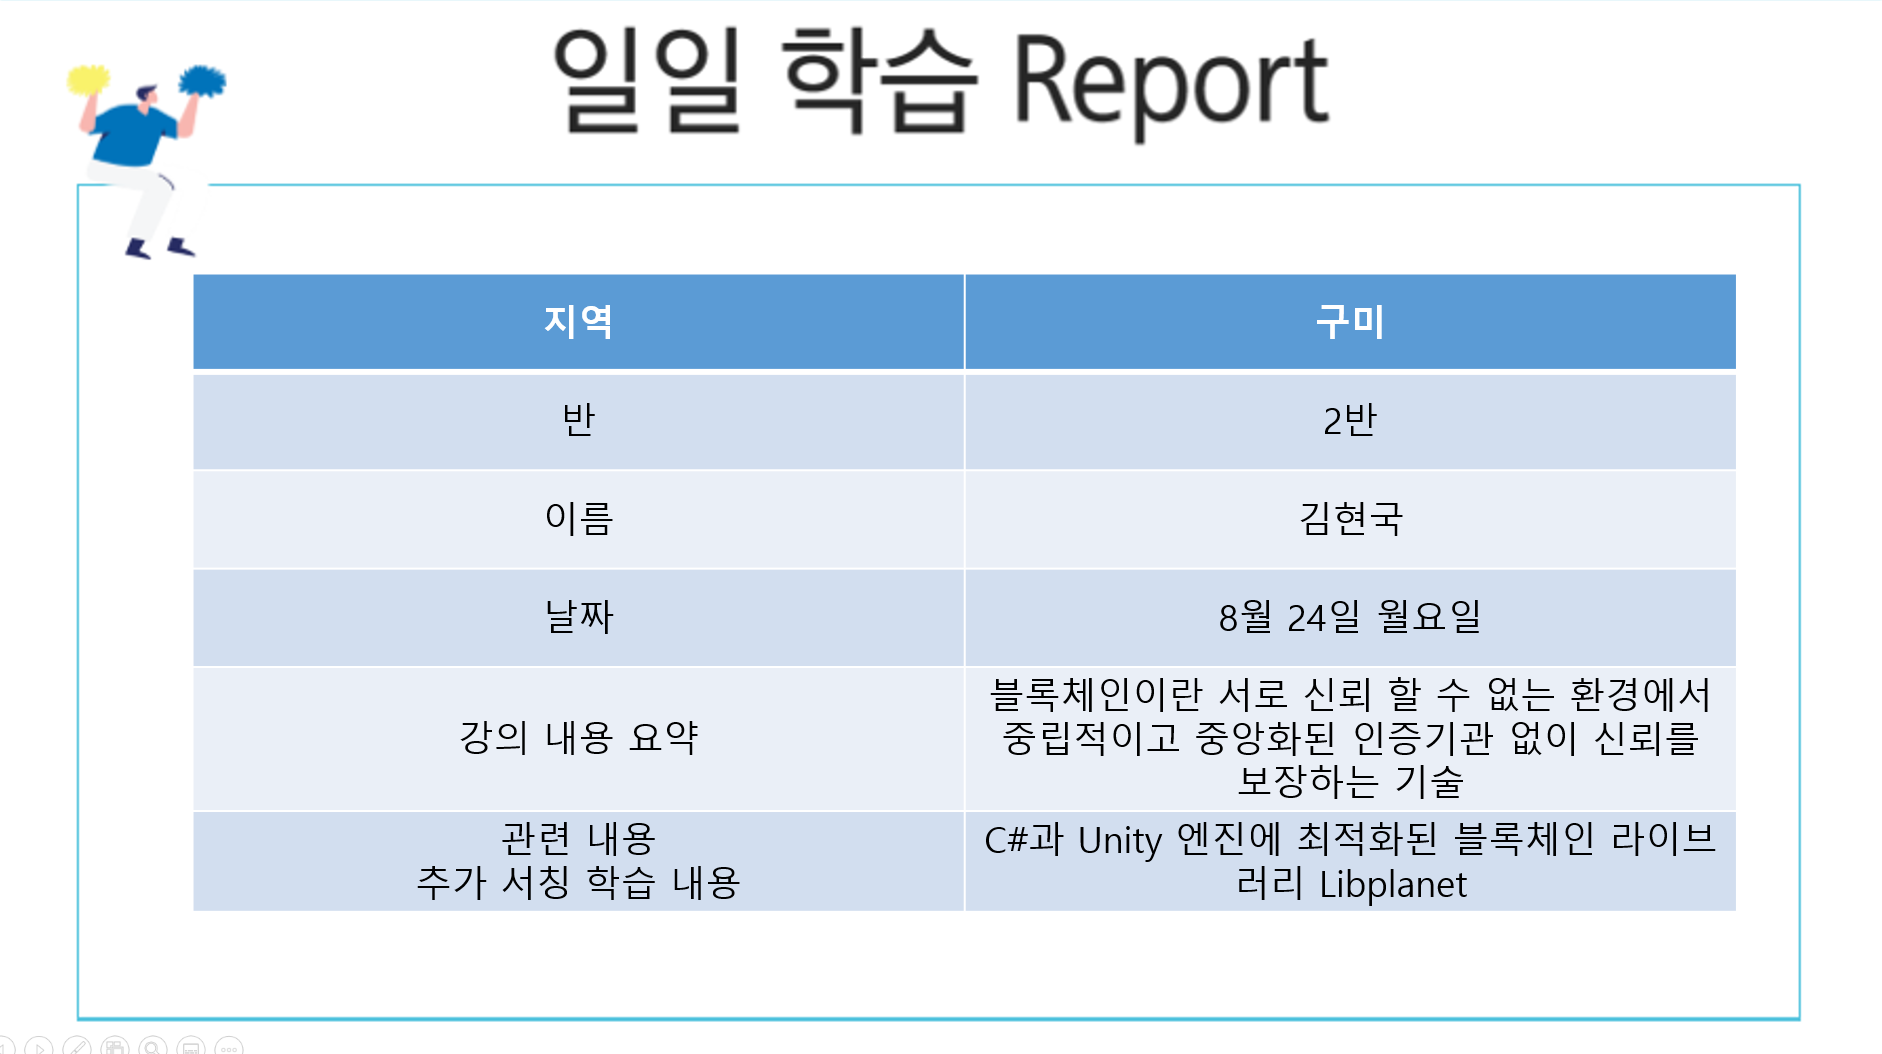 일일 학습 Report
지역
구미
반
2반
이름
김현국
날짜
8월 24일 월요일
강의 내용 요약
블록체인이란 서로 신뢰 할 수 없는 환경에서
중립적이고 중앙화된 인증기관 없이 신뢰를
보장하는 기술
관련 내용
추가 서칭 학습 내용
C#과 Unity 엔진에 최적화된 블록체인 라이브
러리 Libplanet